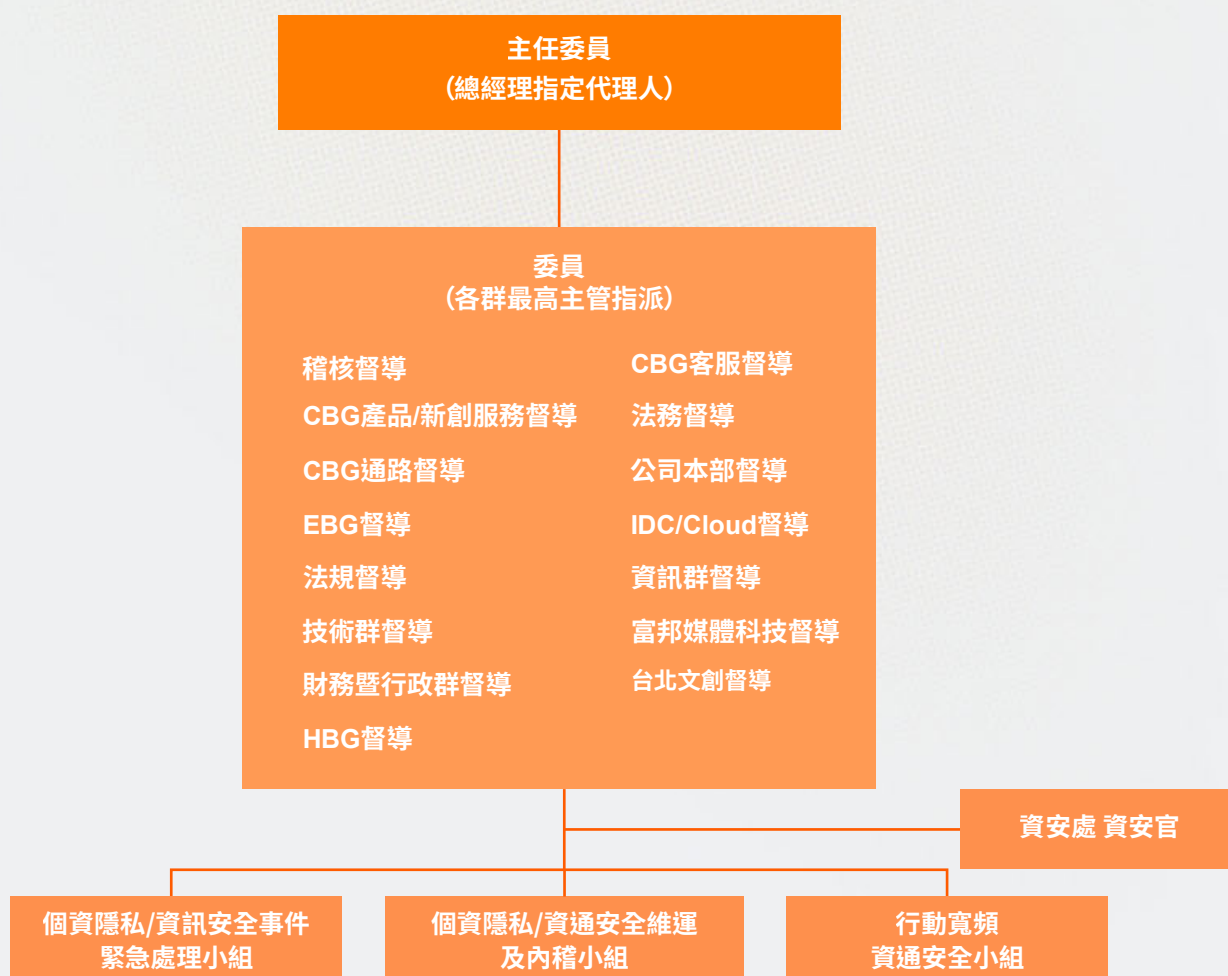 主任委員
（總經理指定代理人）
委員
（各群最高主管指派）
稽核督導
CBG產品/新創服務督導
CBG通路督導
EBG督導
法規督導
技術群督導
財務暨行政群督導
HBG督導
CBG客服督導
法務督導
公司本部督導
IDC/Cloud督導
資訊群督導
富邦媒體科技督導
台北文創督導
資安處 資安官
個資隱私/資訊安全事件
緊急處理小組
個資隱私/資通安全維運
及內稽小組
行動寬頻
資通安全小組